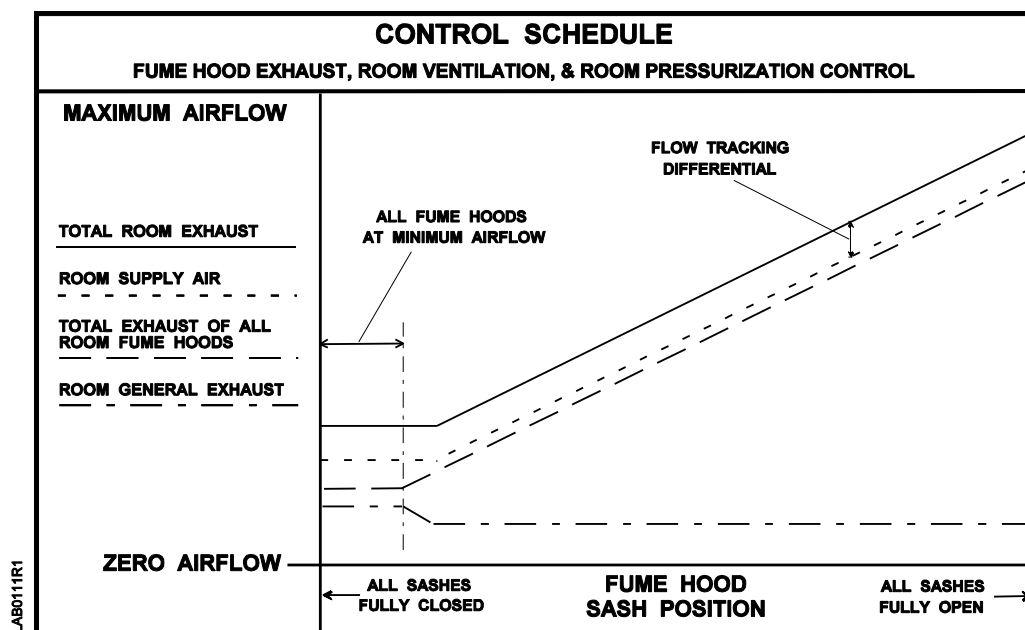 CONTROL SCHEDULE
FUME HOOD EXHAUST, ROOM VENTILATION, & ROOM PRESSURIZATION CONTROL
MAXIMUM AIRFLOW
FLOW TRACKING
DIFFERENTIAL
ALL FUME HOODS
AT MINIMUM AIRFLOW
TOTAL ROOM EXHAUST
ROOM SUPPLY AIR
TOTAL EXHAUST OF ALL
ROOM FUME HOODS
ROOM GENERAL EXHAUST
ZERO AIRFLOW
ALL SASHES
FULLY CLOSED
FUME HOOD
SASH POSITION
ALL SASHES
FULLY OPEN
LAB0111R1